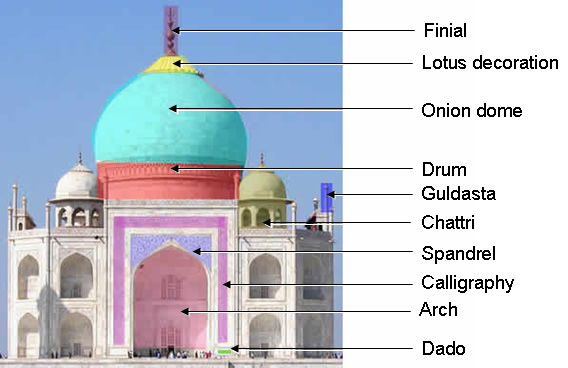 Finial
Lotus decoration
Onion dome
Drum
Guldasta
Chattri
Spandrel
Calligraphy
Arch
Dado